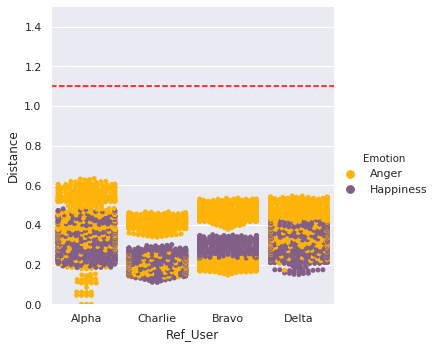 1.4
1.2
1.0
0.8
0.6
0.4
0.2
0.0
Distance
Alpha Charlie Bravo Delta
Ref_User
Emotion
Anger
Happiness